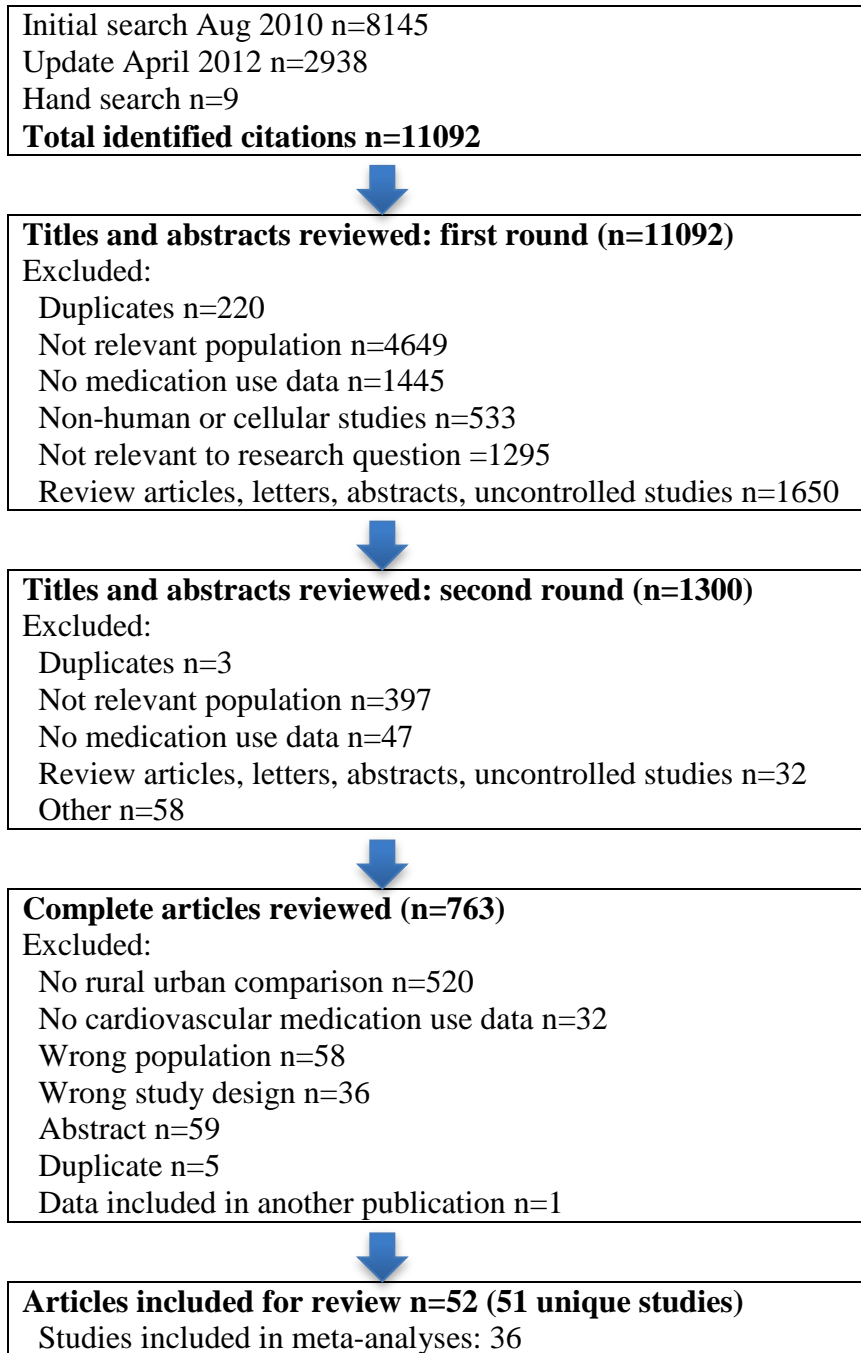 Initial search Aug 2010 n=8145
Update April 2012 n=2938
Hand search n=9
Total identified citations n=11092
Titles and abstracts reviewed: first round (n=11092)
Excluded:
Duplicates n=220
Not relevant population n=4649
No medication use data n=1445
Non-human or cellular studies n=533
Not relevant to research question =1295
Review articles, letters, abstracts, uncontrolled studies n=1650
Titles and abstracts reviewed: second round (n=1300)
Excluded:
Duplicates n=3
Not relevant population n=397
No medication use data n=47
Review articles, letters, abstracts, uncontrolled studies n=32
Other n=58
Complete articles reviewed (n=763)
Excluded:
No rural urban comparison n=520
No cardiovascular medication use data n=32
Wrong population n=58
Wrong study design n=36
Abstract n=59
Duplicate n=5
Data included in another publication n=1
Articles included for review n=52 (51 unique studies)
Studies included in meta-analyses: 36